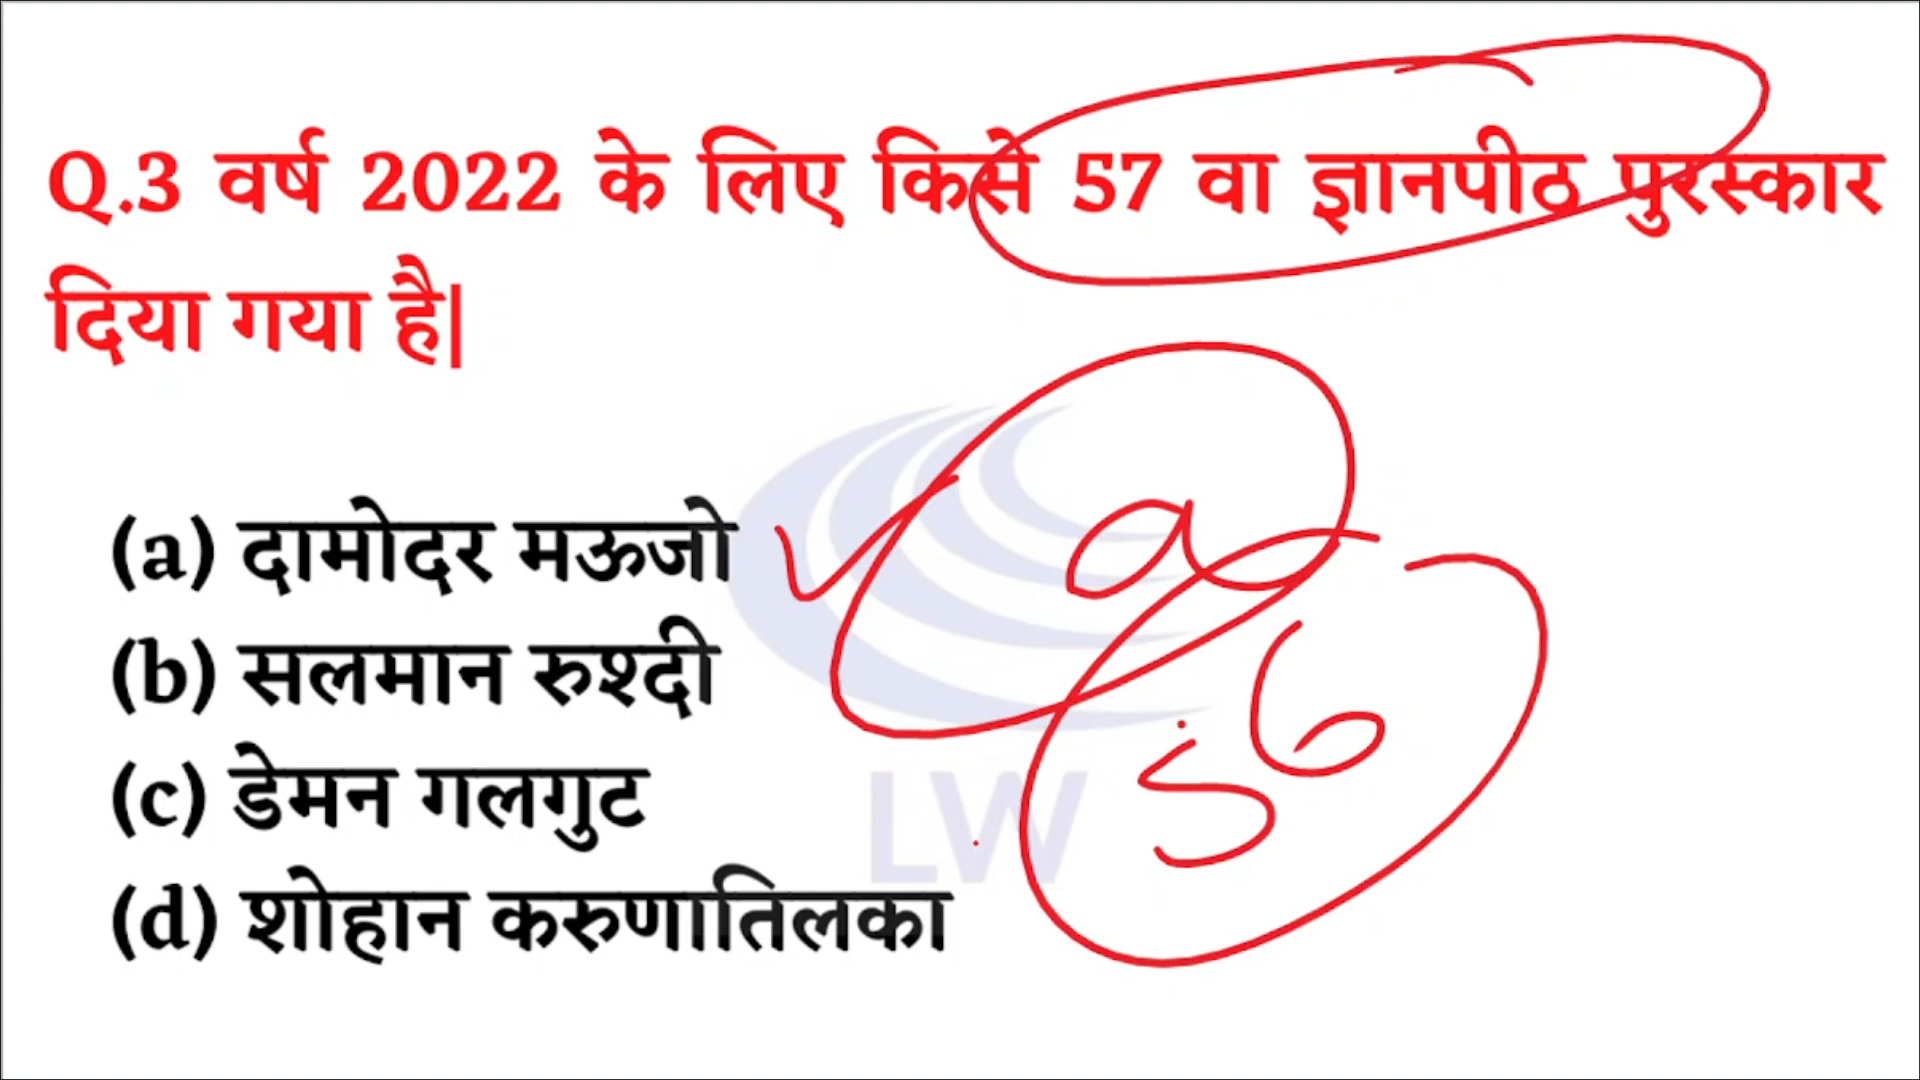 Q.3 वर्ष 2022 के लिए किसे 57 वा ज्ञानपीठ पुरस्कार
दिया गया है|
(a) दामोदर मऊजो
a
(b) सलमान रुश्दी
56
(c) डेमन गलगुट
LW
(d) शोहान करुणातिलका